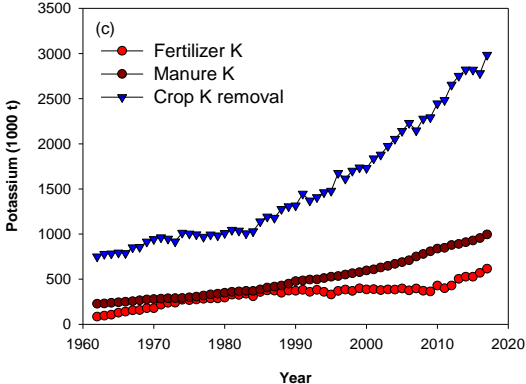 (c)
Fertilizer K
Manure K
Crop K removal
Potassium (1000 t)
3500
3000
2500
2000
1500
1000
500
0
1960 1970 1980 1990 2000 2010 2020
Year